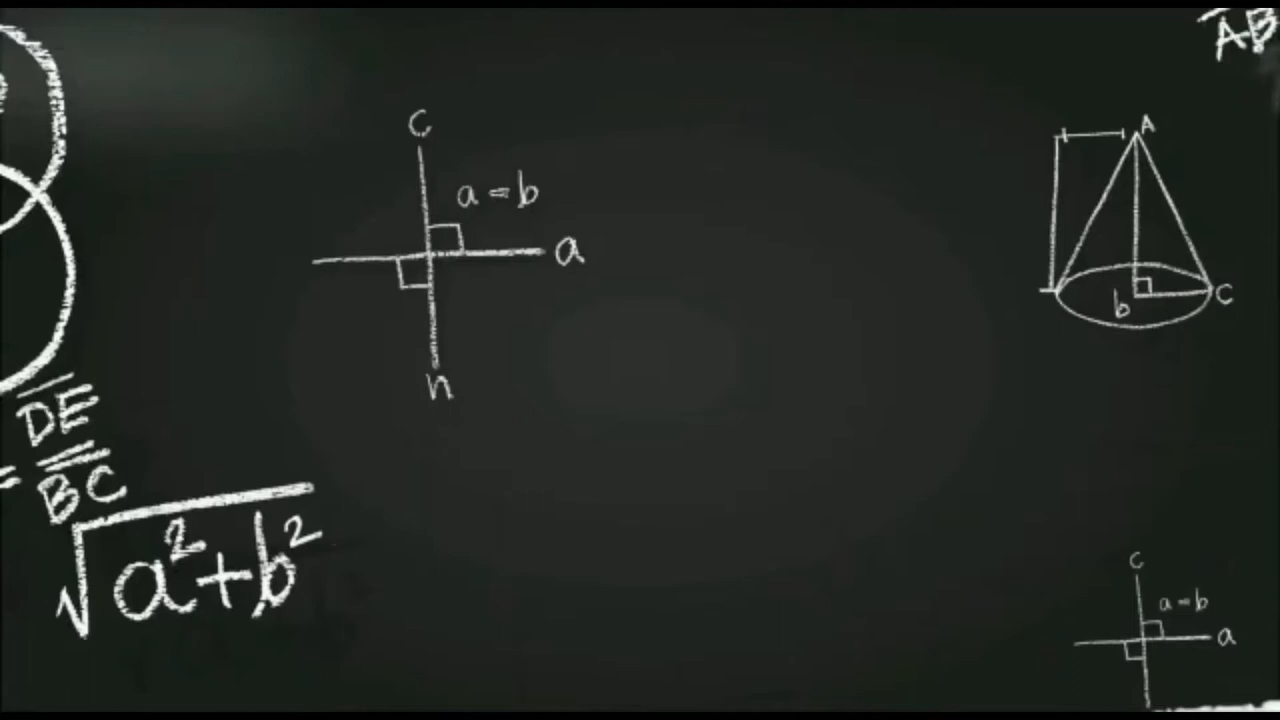 AB
C
a = b
a
n
A
b
C
DE
= BC
√a²+b²
C
a = b
a